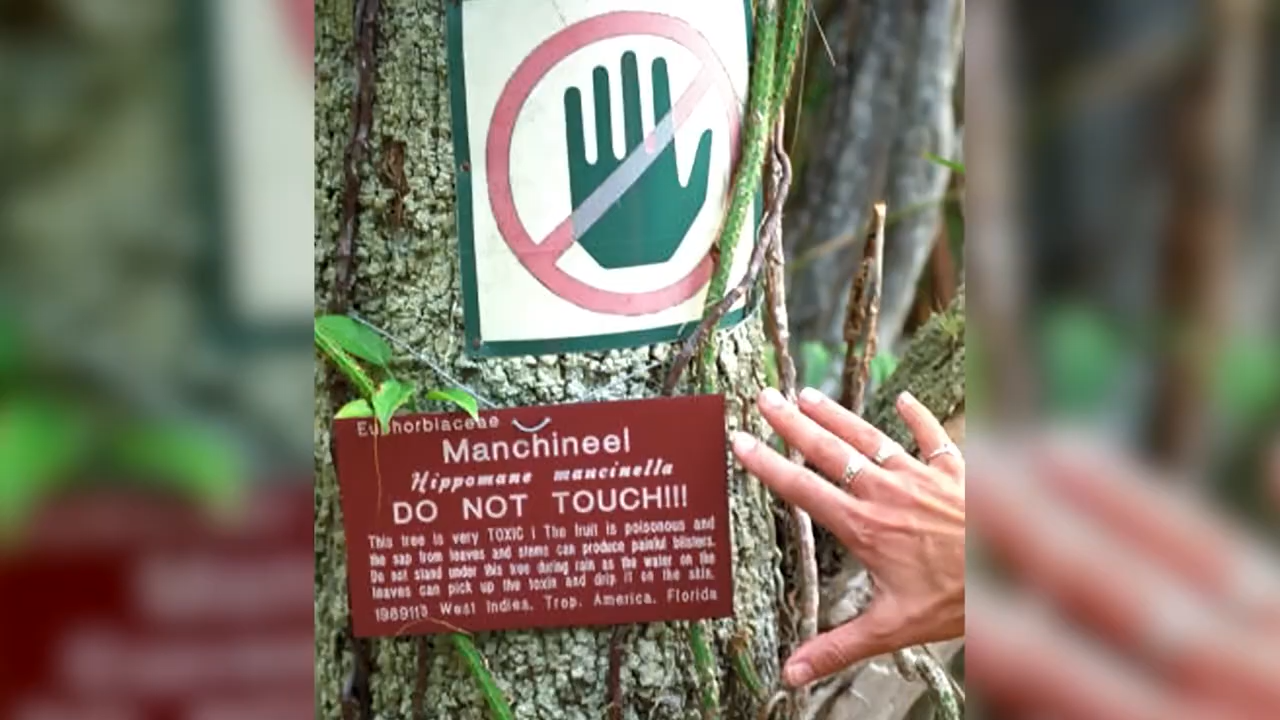 Euphorbiaceae
Manchineel
Hippomane mancinella
DO NOT TOUCH!!!
This tree is very TOXIC ! The fruit is poisonous and
the sap from leaves and stems can produce painful blisters.
Do not stand under this tree during rain as the water on the
leaves can pick up the toxin and drip it on the skin.
1989113 West Indies, Trop. America, Florida